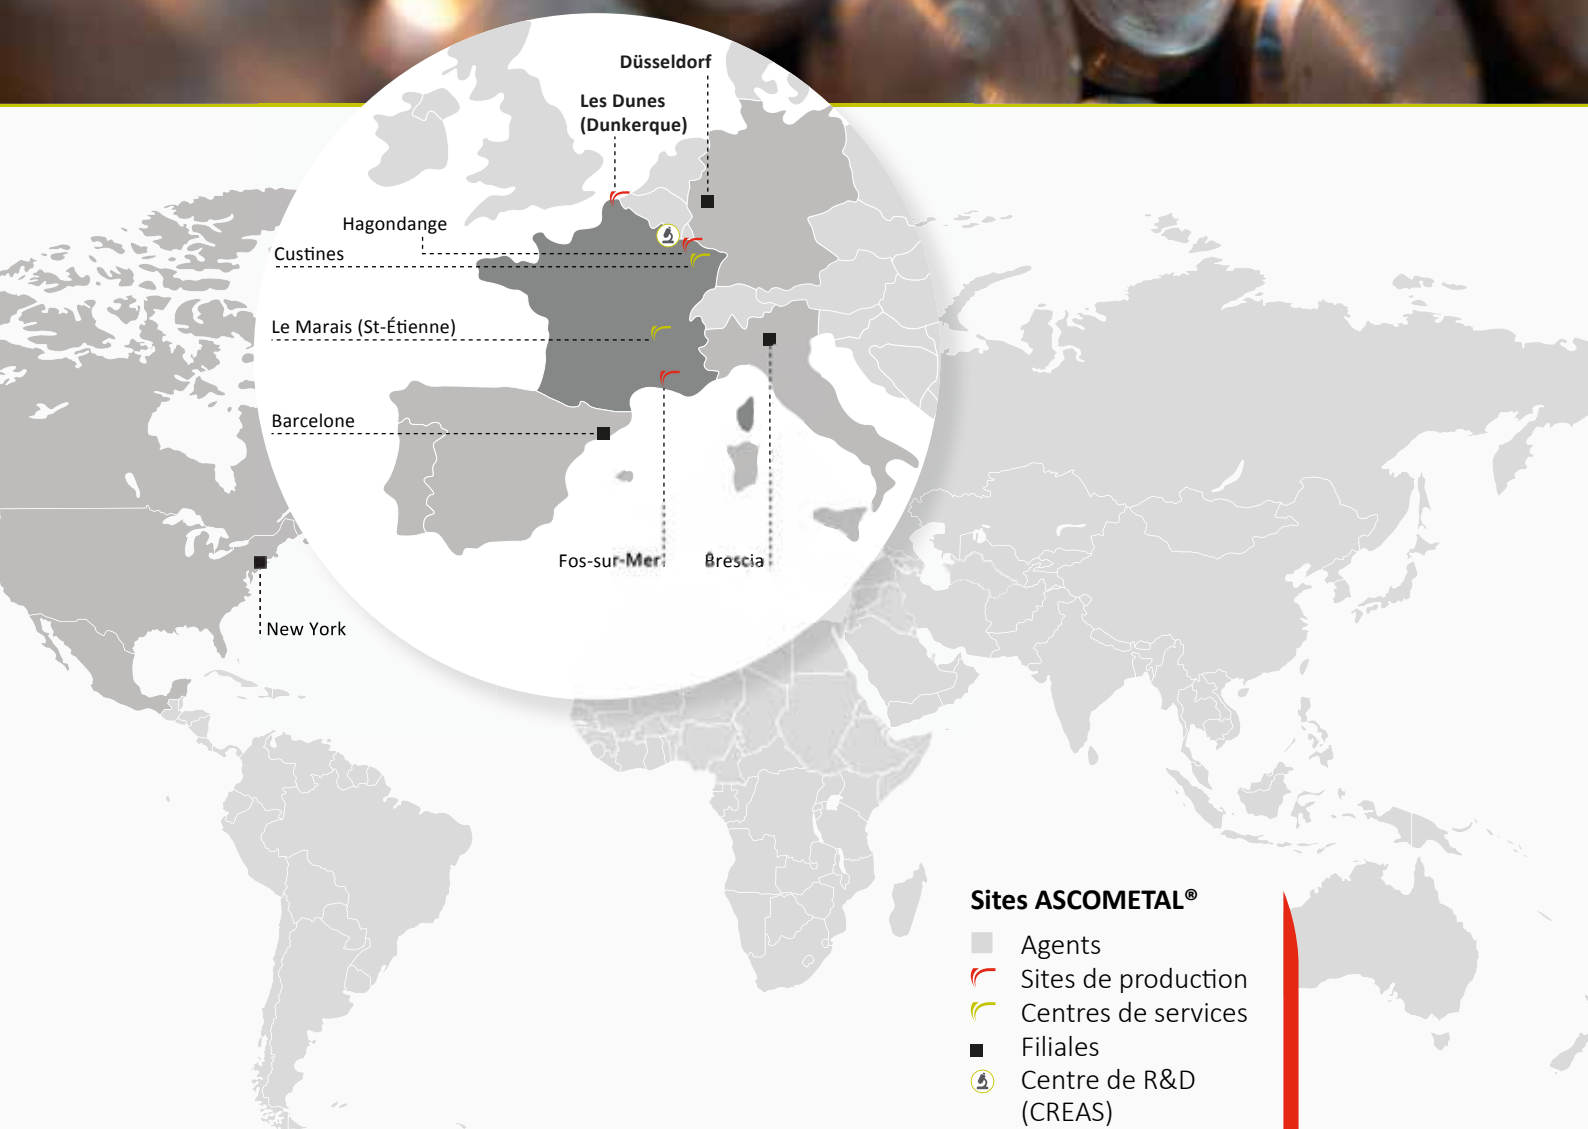 Düsseldorf
Les Dunes
(Dunkerque)
Hagondange
Custines
Le Marais (St-Étienne)
Barcelone
Fos-sur-Mer
Brescia
New York
Sites ASCOMETAL®
Agents
Sites de production
Centres de services
Filiales
Centre de R&D
(CREAS)